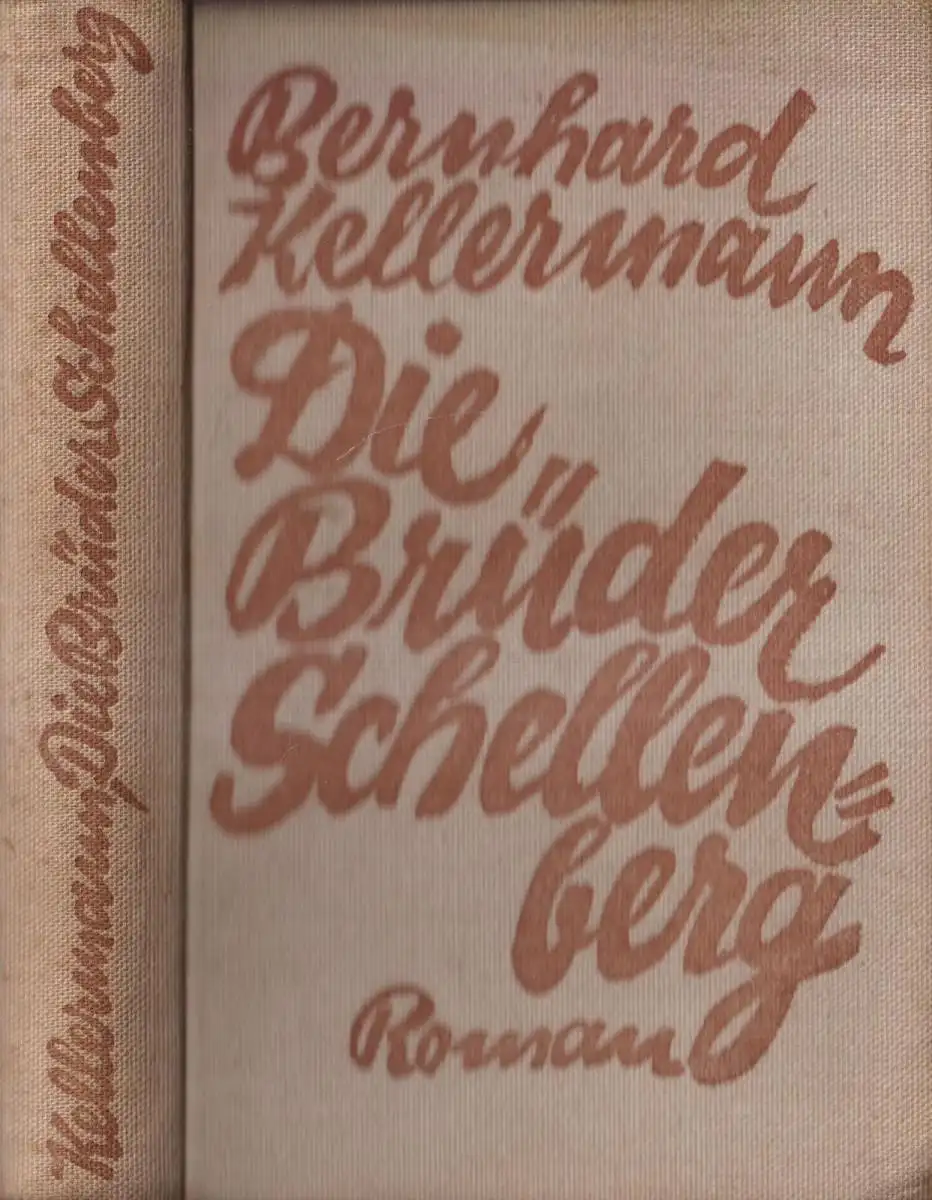 Kellermann Die Brüder Schellenberg
Bernhard
Kellermann
Die
Brüder
Schellen=
berg
Roman